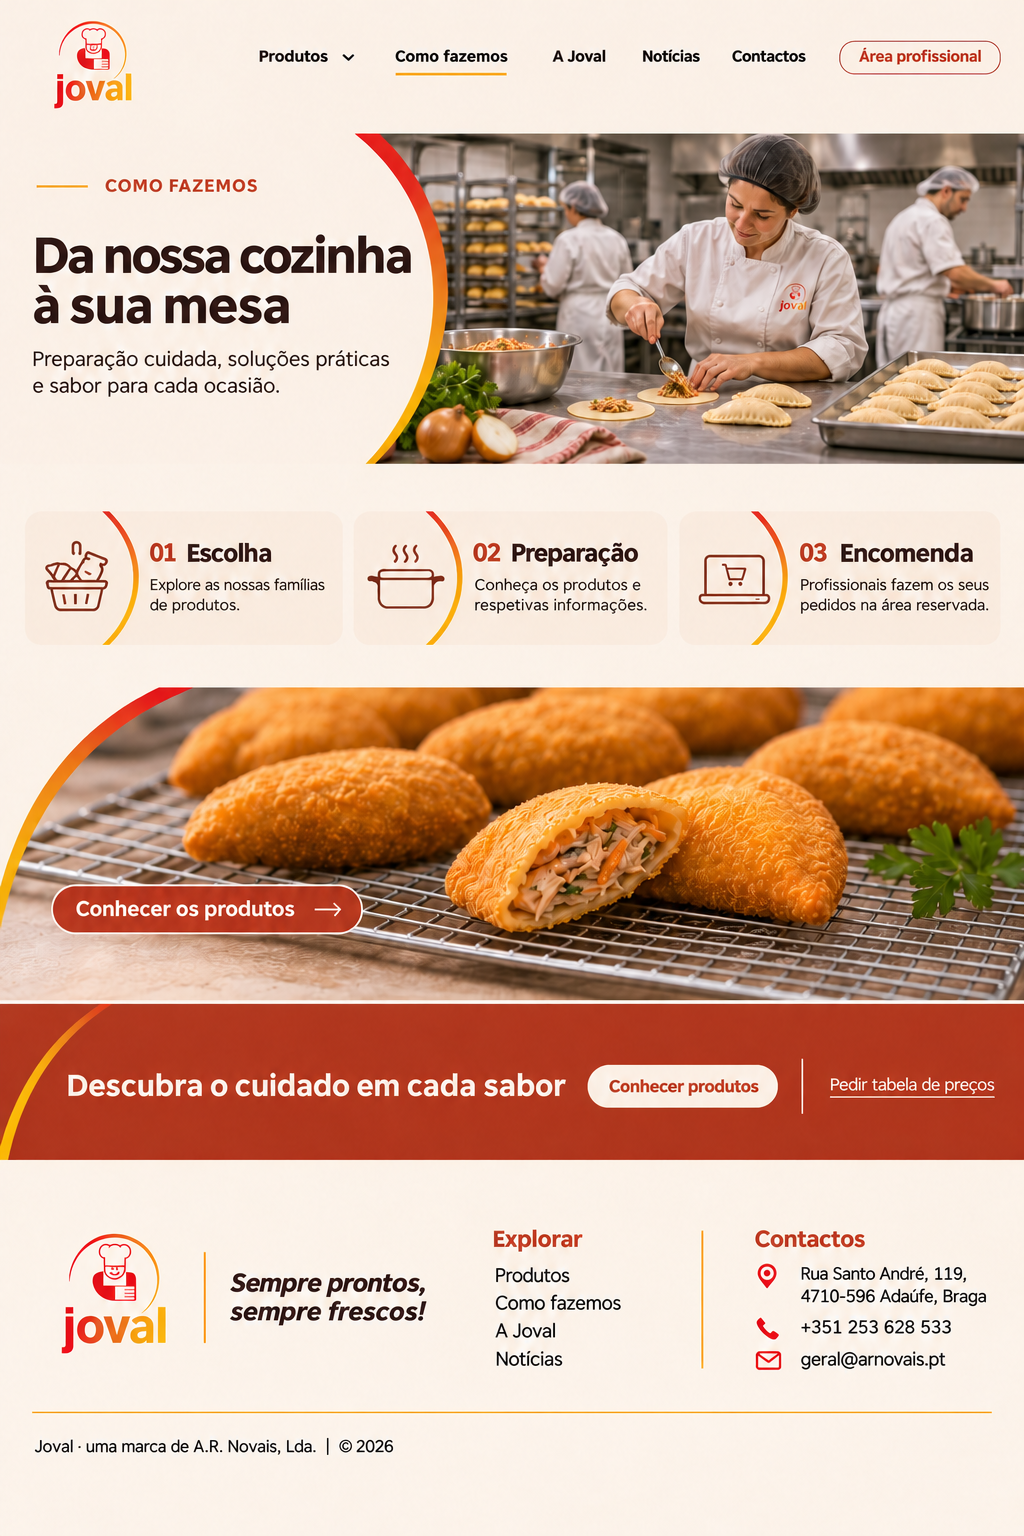 joval
Produtos
Como fazemos
A Joval
Notícias
Contactos
Área profissional
COMO FAZEMOS
Da nossa cozinha
à sua mesa
Preparação cuidada, soluções práticas
e sabor para cada ocasião.
joval
01 Escolha
Explore as nossas famílias
de produtos.
02 Preparação
Conheça os produtos e
respetivas informações.
03 Encomenda
Profissionais fazem os seus
pedidos na área reservada.
Conhecer os produtos
Descubra o cuidado em cada sabor
Conhecer produtos
Pedir tabela de preços
joval
Sempre prontos,
sempre frescos!
Explorar
Produtos
Como fazemos
A Joval
Notícias
Contactos
Rua Santo André, 119,
4710-596 Adaúfe, Braga
+351 253 628 533
geral@arnovais.pt
Joval · uma marca de A.R. Novais, Lda. | © 2026